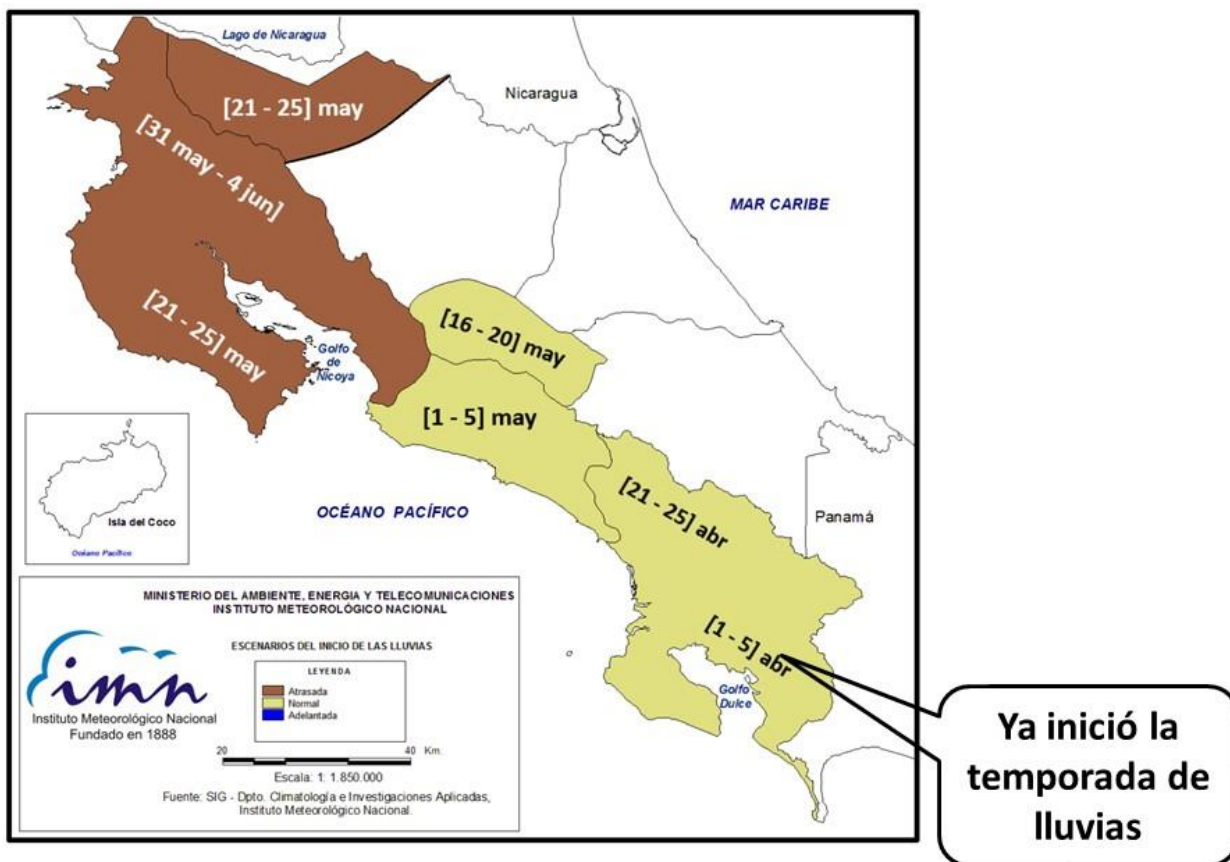 Lago de Nicaragua
Nicaragua
[21 - 25] may
[31 may - 4 jun]
MAR CARIBE
[21 - 25] may
Golfo
de
Nicoya
[16 - 20] may
[1 - 5] may
[21 - 25] abr
Panamá
OCÉANO PACÍFICO
Isla del Coco
Océano Pacífico
[1 - 5] abr
Golfo
Dulce
MINISTERIO DEL AMBIENTE, ENERGIA Y TELECOMUNICACIONES
INSTITUTO METEOROLÓGICO NACIONAL
ESCENARIOS DEL INICIO DE LAS LLUVIAS
LEYENDA
Atrasada
Normal
Adelantada
imn
Instituto Meteorológico Nacional
Fundado en 1888
20 0 40 Km.
Escala: 1: 1.850.000
Fuente: SIG - Dpto. Climatología e Investigaciones Aplicadas,
Instituto Meteorológico Nacional.
Ya inició la
temporada de
lluvias